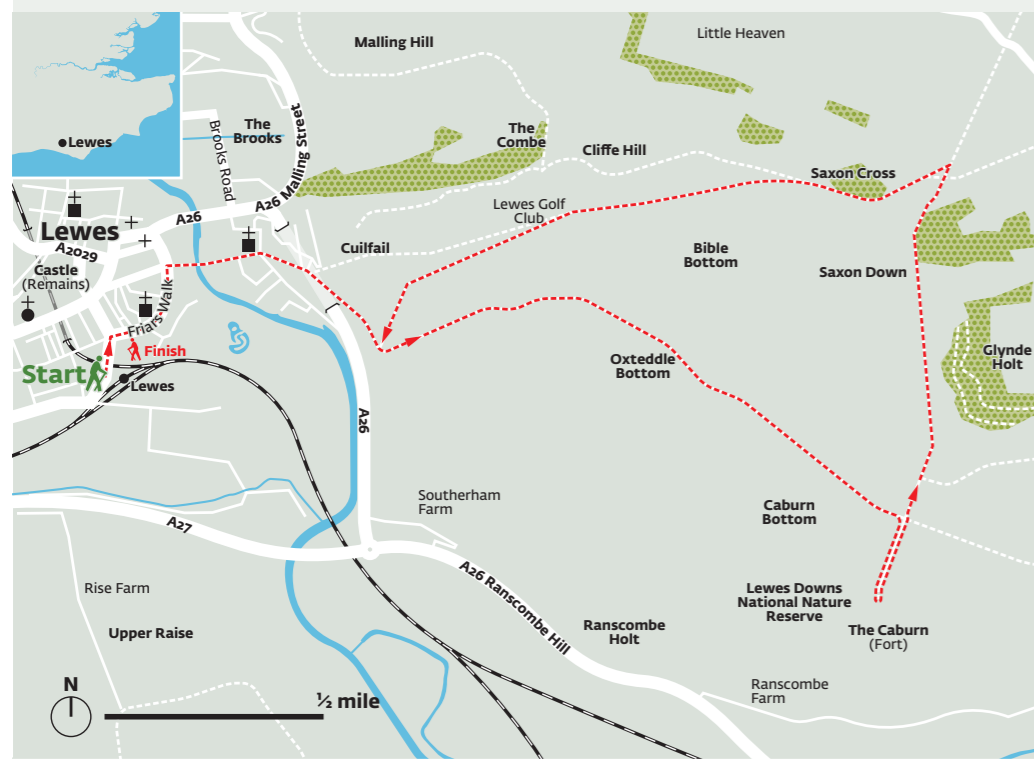 Little Heaven
Malling Hill
Lewes
The
Brooks
Brooks Road
A26 Malling Street
The
Combe
Cliffe Hill
Saxon Cross
A26
Lewes
A2029
Castle
(Remains)
Cuilfail
Lewes Golf
Club
Bible
Bottom
Saxon Down
Friars Walk
Finish
Start
Lewes
Oxteddle
Bottom
Glynde
Holt
A26
Southerham
Farm
Caburn
Bottom
A27
A26 Ranscombe Hill
Rise Farm
Upper Raise
Ranscombe
Holt
Lewes Downs
National Nature
Reserve
The Caburn
(Fort)
Ranscombe
Farm
N
½ mile